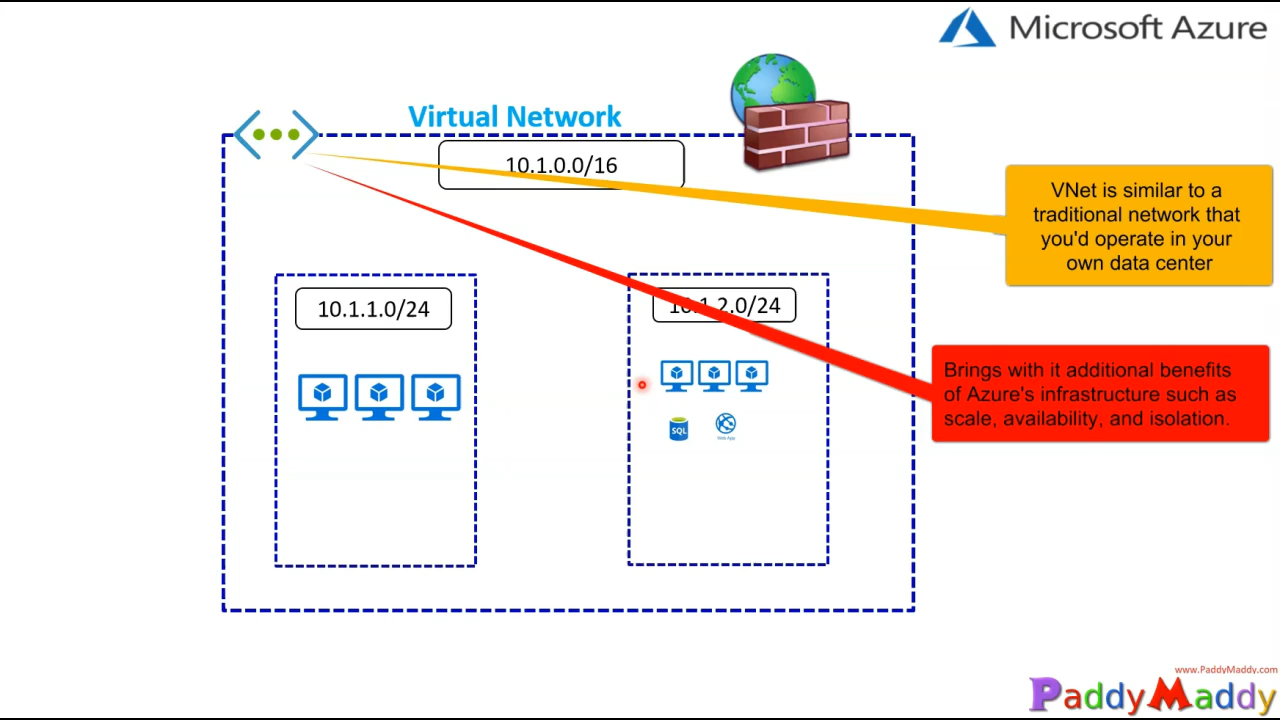 Microsoft Azure
Virtual Network
10.1.0.0/16
VNet is similar to a
traditional network that
you'd operate in your
own data center
10.1.1.0/24
10.1.2.0/24
Brings with it additional benefits
of Azure's infrastructure such as
scale, availability, and isolation.
SQL
Web App
www.PaddyMaddy.com
PaddyMaddy